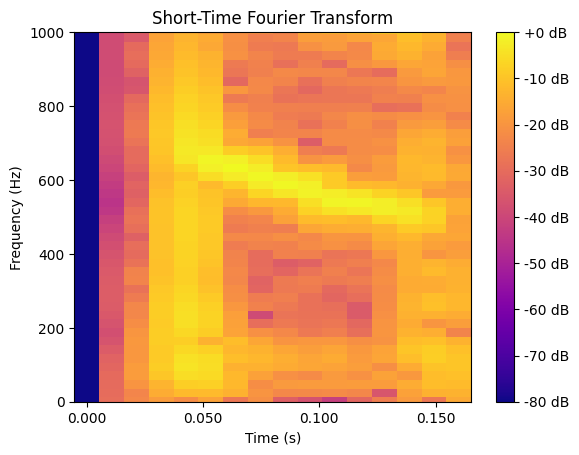 Short-Time Fourier Transform
1000
800
600
400
200
0
Frequency (Hz)
0.000
0.050
0.100
0.150
Time (s)
+0 dB
-10 dB
-20 dB
-30 dB
-40 dB
-50 dB
-60 dB
-70 dB
-80 dB